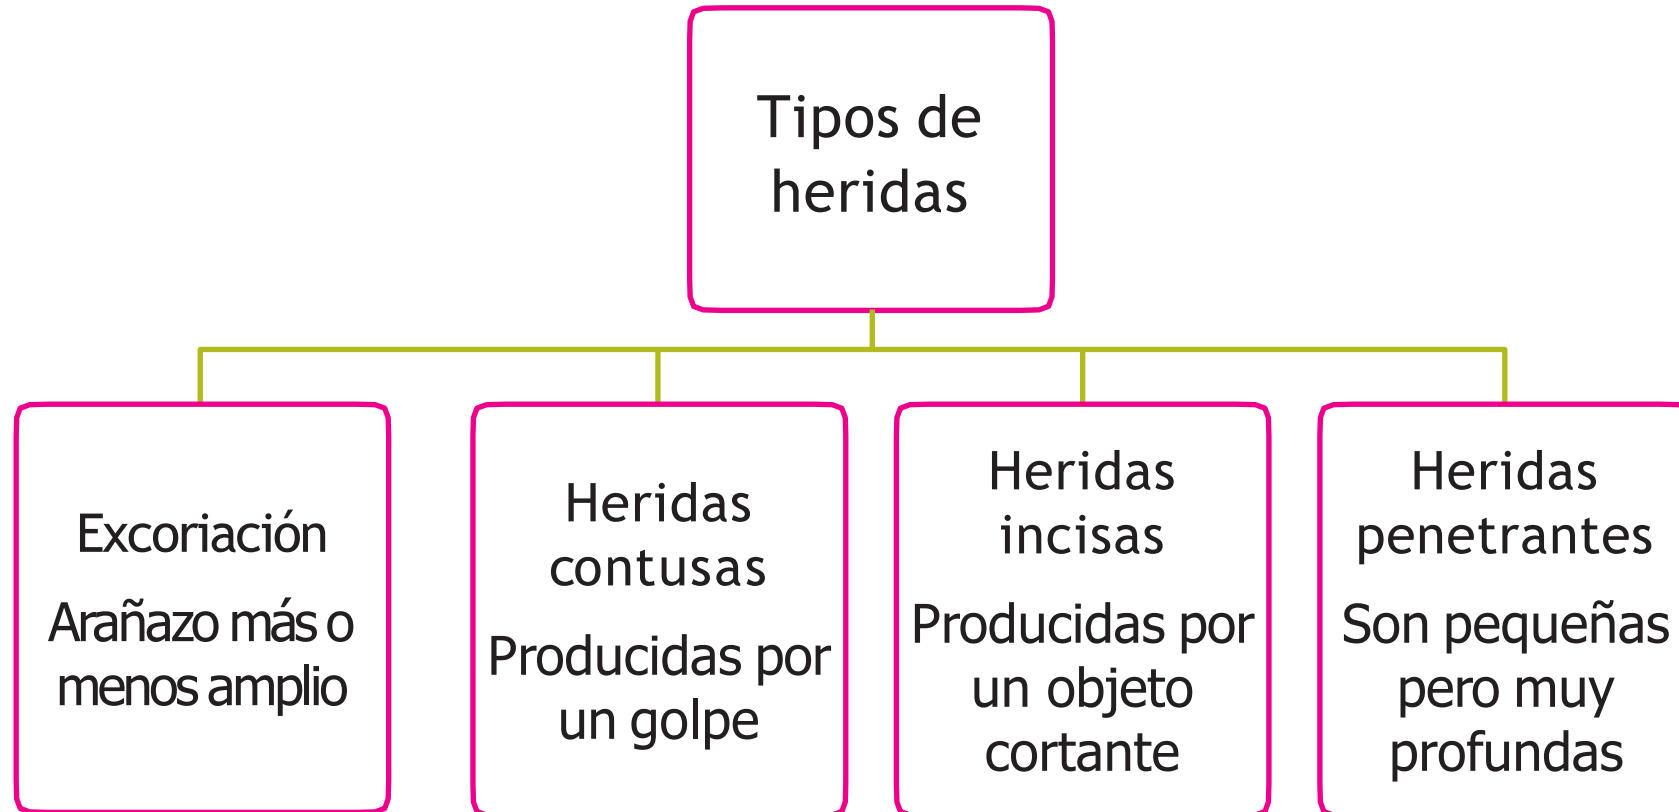 Tipos de
heridas
Excoriación
Arañazo más o
menos amplio
Heridas
contusas
Producidas por
un golpe
Heridas
incisas
Producidas por
un objeto
cortante
Heridas
penetrantes
Son pequeñas
pero muy
profundas